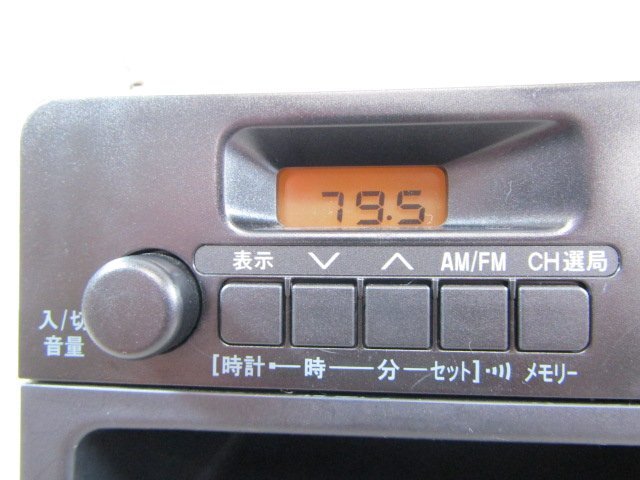 79.5
表示 ∨ ∧ AM/FM CH選局
入/切
音量
[時計 時 分 セット] メモリー